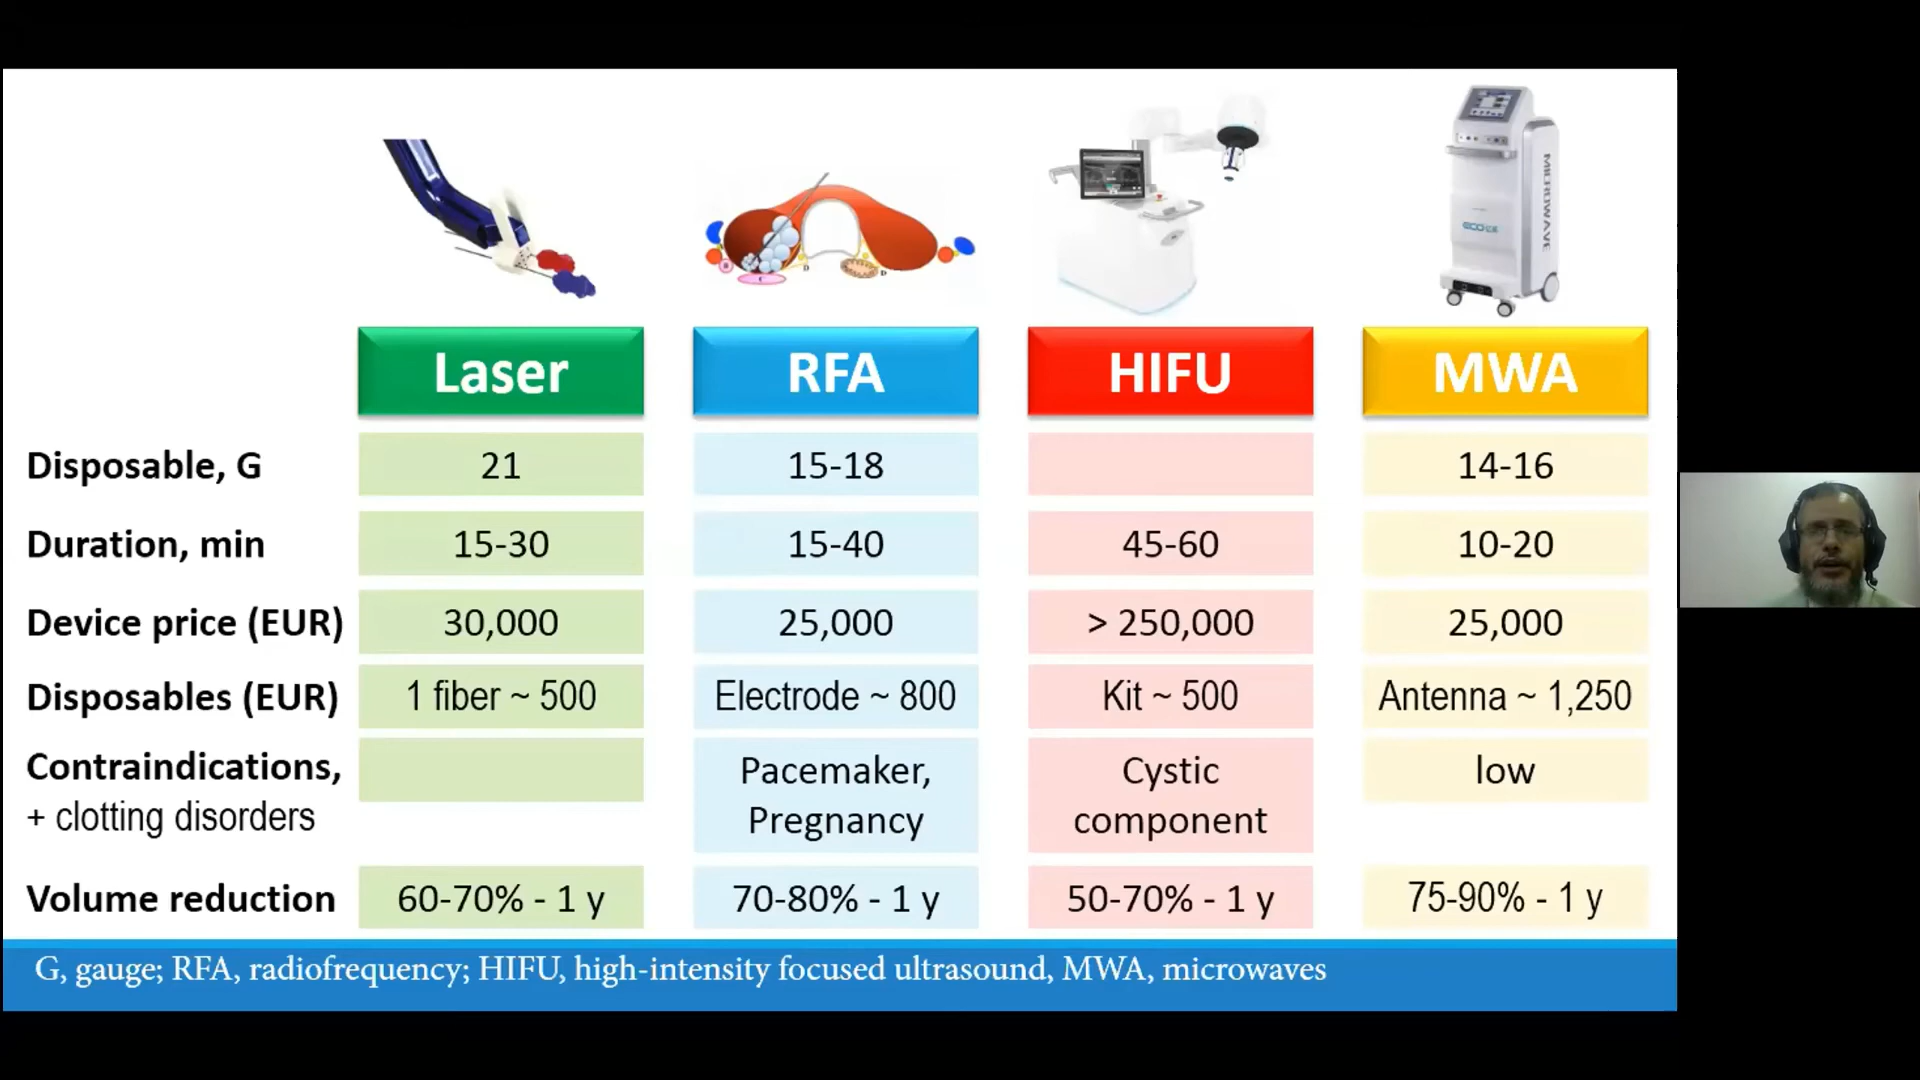 MICROWAVE
Laser RFA HIFU MWA
Disposable, G 21 15-18 14-16
Duration, min 15-30 15-40 45-60 10-20
Device price (EUR) 30,000 25,000 > 250,000 25,000
Disposables (EUR) 1 fiber ~ 500 Electrode ~ 800 Kit ~ 500 Antenna ~ 1,250
Contraindications, Pacemaker, Cystic low
+ clotting disorders Pregnancy component
Volume reduction 60-70% - 1 y 70-80% - 1 y 50-70% - 1 y 75-90% - 1 y
G, gauge; RFA, radiofrequency; HIFU, high-intensity focused ultrasound, MWA, microwaves